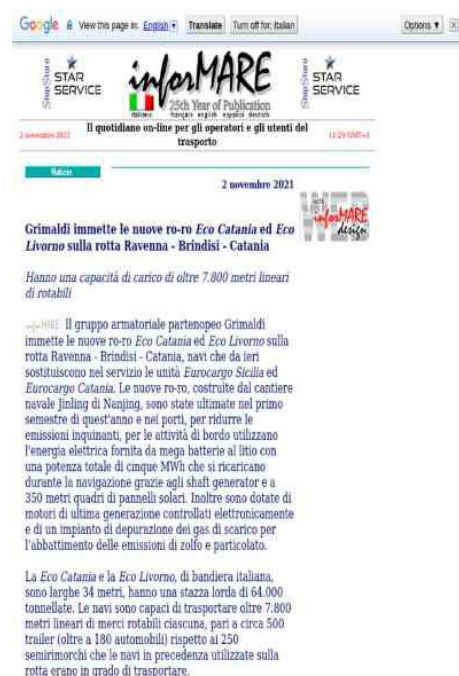 Google View this page in: English Translate Turn off for: Italian Options
STAR SERVICE
inforMARE
25th Year of Publication
STAR SERVICE
italiano français english español deutsch
2 novembre 2021
Il quotidiano on-line per gli operatori e gli utenti del
trasporto
Notizie
2 novembre 2021
Grimaldi immette le nuove ro-ro Eco Catania ed Eco
Livorno sulla rotta Ravenna - Brindisi - Catania
inforMARE
WEB
design
Hanno una capacità di carico di oltre 7.800 metri lineari
di rotabili
inforMARE Il gruppo armatoriale partenopeo Grimaldi
immette le nuove ro-ro Eco Catania ed Eco Livorno sulla
rotta Ravenna - Brindisi - Catania, navi che da ieri
sostituiscono nel servizio le unità Eurocargo Sicilia ed
Eurocargo Catania. Le nuove ro-ro, costruite dal cantiere
navale Jinling di Nanjing, sono state ultimate nel primo
semestre di quest'anno e nei porti, per ridurre le
emissioni inquinanti, per le attività di bordo utilizzano
l'energia elettrica fornita da mega batterie al litio con
una potenza totale di cinque MWh che si ricaricano
durante la navigazione grazie agli shaft generator e a
350 metri quadri di pannelli solari. Inoltre sono dotate di
motori di ultima generazione controllati elettronicamente
e di un impianto di depurazione dei gas di scarico per
l'abbattimento delle emissioni di zolfo e particolato.
La Eco Catania e la Eco Livorno, di bandiera italiana,
sono larghe 34 metri, hanno una stazza lorda di 64.000
tonnellate. Le navi sono capaci di trasportare oltre 7.800
metri lineari di merci rotabili ciascuna, pari a circa 500
trailer (oltre a 180 automobili) rispetto ai 250
semirimorchi che le navi in precedenza utilizzate sulla
rotta erano in grado di trasportare.